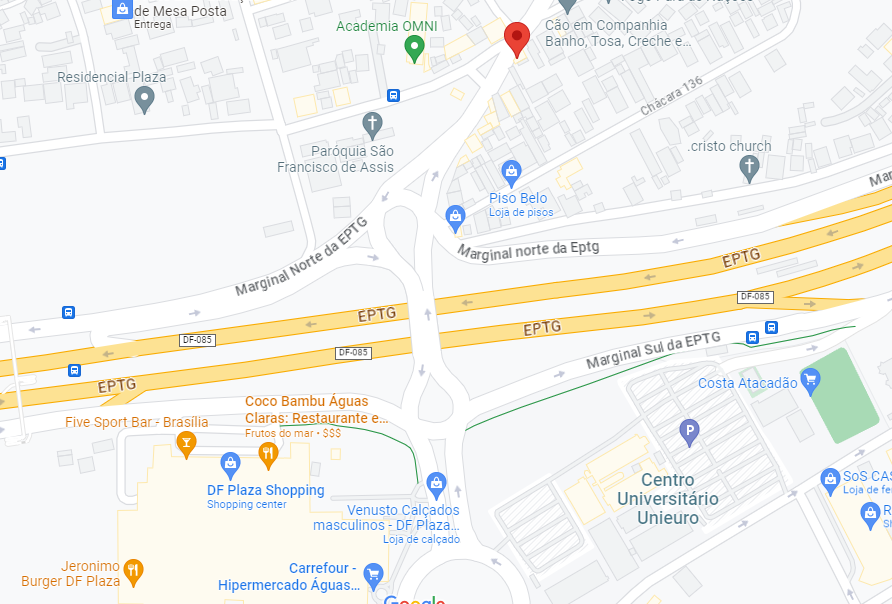 de Mesa Posta
Entrega
Academia OMNI
Cão em Companhia
Banho, Tosa, Creche e...
Residencial Plaza
Chácara 136
Paróquia São
Francisco de Assis
.cristo church
Piso Belo
Loja de pisos
Mar
Marginal Norte da EPTG
Marginal norte da Eptg
EPTG
DF-085
EPTG
EPTG
DF-085
Marginal Sul da EPTG
DF-085
EPTG
Costa Atacadão
Coco Bambu Águas
Claras: Restaurante e...
Frutos do mar • $$$
Five Sport Bar - Brasília
P
DF Plaza Shopping
Shopping center
Centro
Universitário
Unieuro
SoS CAS
Loja de fe
Venusto Calçados
masculinos - DF Plaza...
Loja de calçado
R
Sh
Jeronimo
Burger DF Plaza
Carrefour -
Hipermercado Águas...
Google